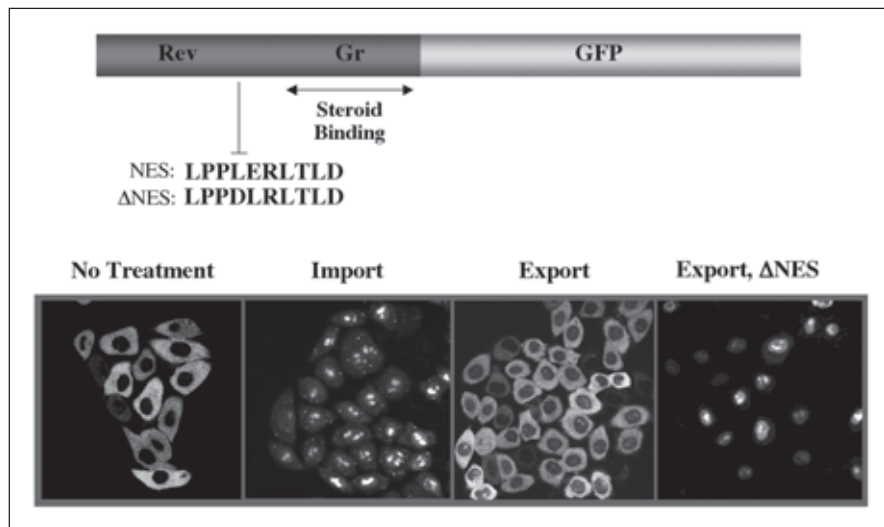 Rev Gr GFP
Steroid
Binding
NES: LPPLERLTLD
ΔNES: LPPDLRLTLD
No Treatment Import Export Export, ΔNES